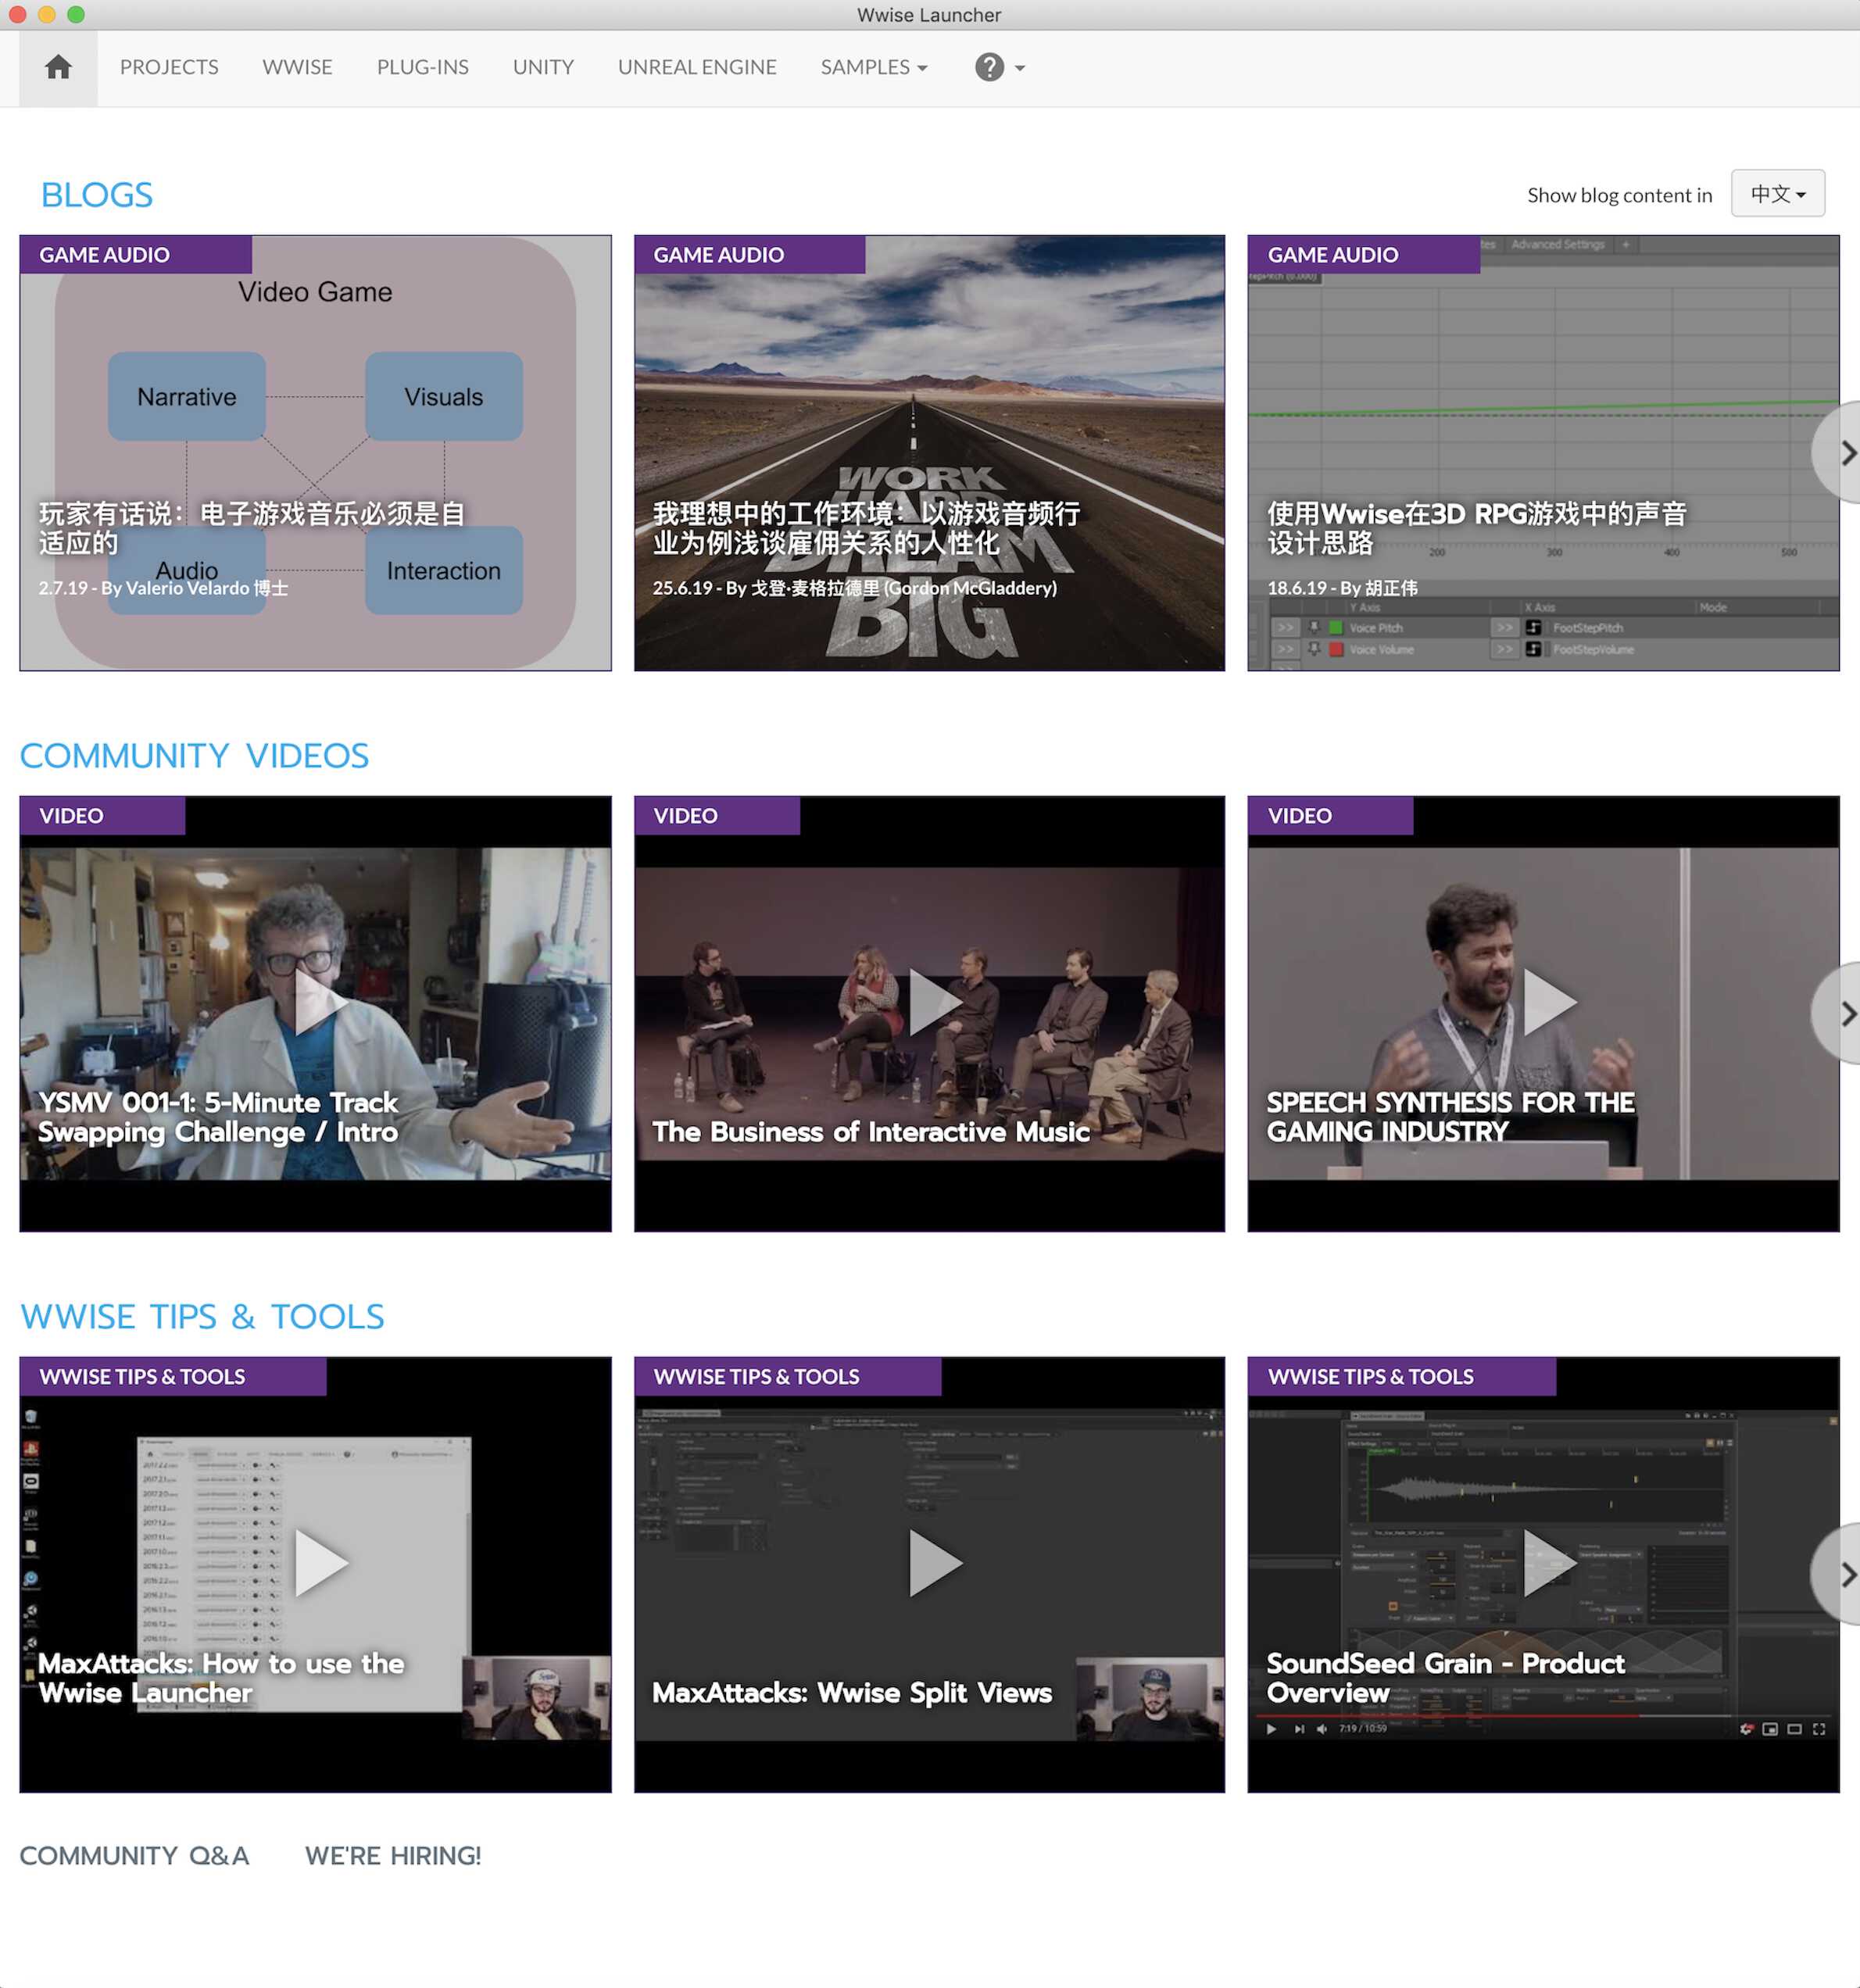 Wwise Launcher
PROJECTS WWISE PLUG-INS UNITY UNREAL ENGINE SAMPLES ?
BLOGS
Show blog content in 中文
GAME AUDIO
Video Game
Narrative Visuals
Audio Interaction
玩家有话说：电子游戏音乐必须是自
适应的
2.7.19 - By Valerio Velardo 博士
GAME AUDIO
WORK
HARD
DREAM
BIG
我理想中的工作环境：以游戏音频行
业为例浅谈雇佣关系的人性化
25.6.19 - By 戈登·麦格拉德里 (Gordon McGladdery)
GAME AUDIO
Advanced Settings +
使用Wwise在3D RPG游戏中的声音
设计思路
200 300 400 500
18.6.19 - By 胡正伟
Y Axis X Axis Mode
>> Voice Pitch >> FootStepPitch
>> Voice Volume >> FootStepVolume
COMMUNITY VIDEOS
VIDEO
YSMV 001-1: 5-Minute Track
Swapping Challenge / Intro
VIDEO
The Business of Interactive Music
VIDEO
SPEECH SYNTHESIS FOR THE
GAMING INDUSTRY
WWISE TIPS & TOOLS
WWISE TIPS & TOOLS
MaxAttacks: How to use the
Wwise Launcher
WWISE TIPS & TOOLS
MaxAttacks: Wwise Split Views
WWISE TIPS & TOOLS
SoundSeed Grain - Product
Overview
7:19 / 10:59
COMMUNITY Q&A WE'RE HIRING!